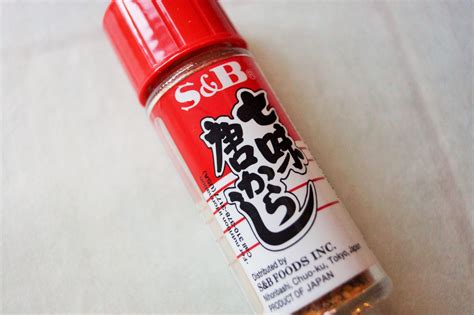 S&B®
七味
唐からし
Distributed by
S&B FOODS INC.
Nihonbashi, Chuo-ku, Tokyo, Japan
PRODUCT OF JAPAN